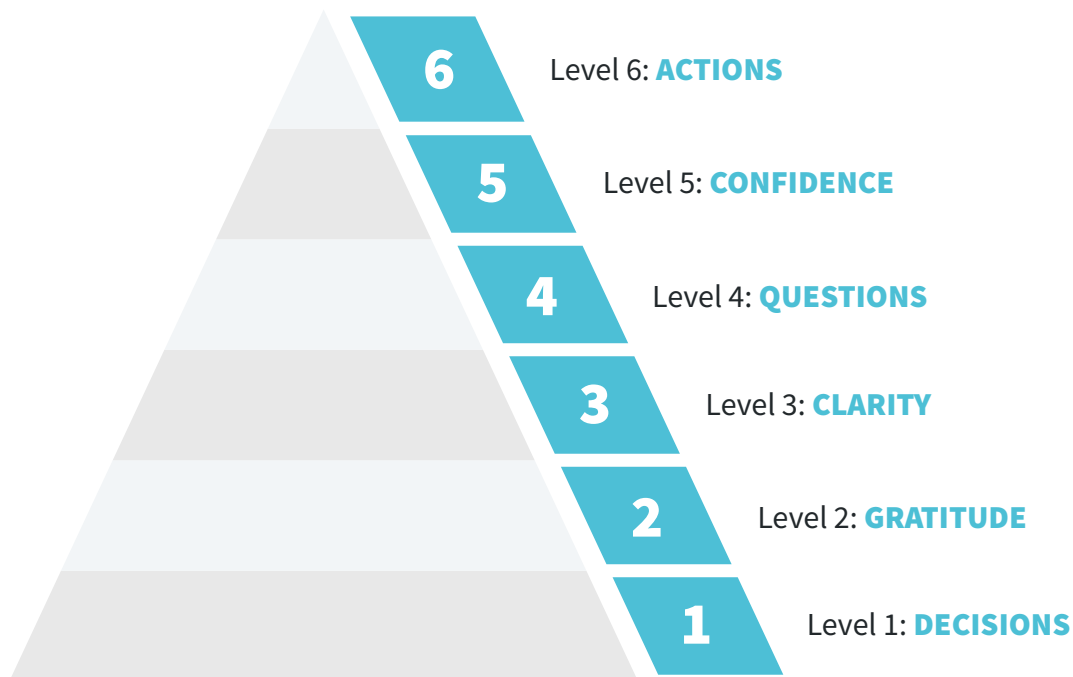 6
Level 6: ACTIONS
5
Level 5: CONFIDENCE
4
Level 4: QUESTIONS
3
Level 3: CLARITY
2
Level 2: GRATITUDE
1
Level 1: DECISIONS